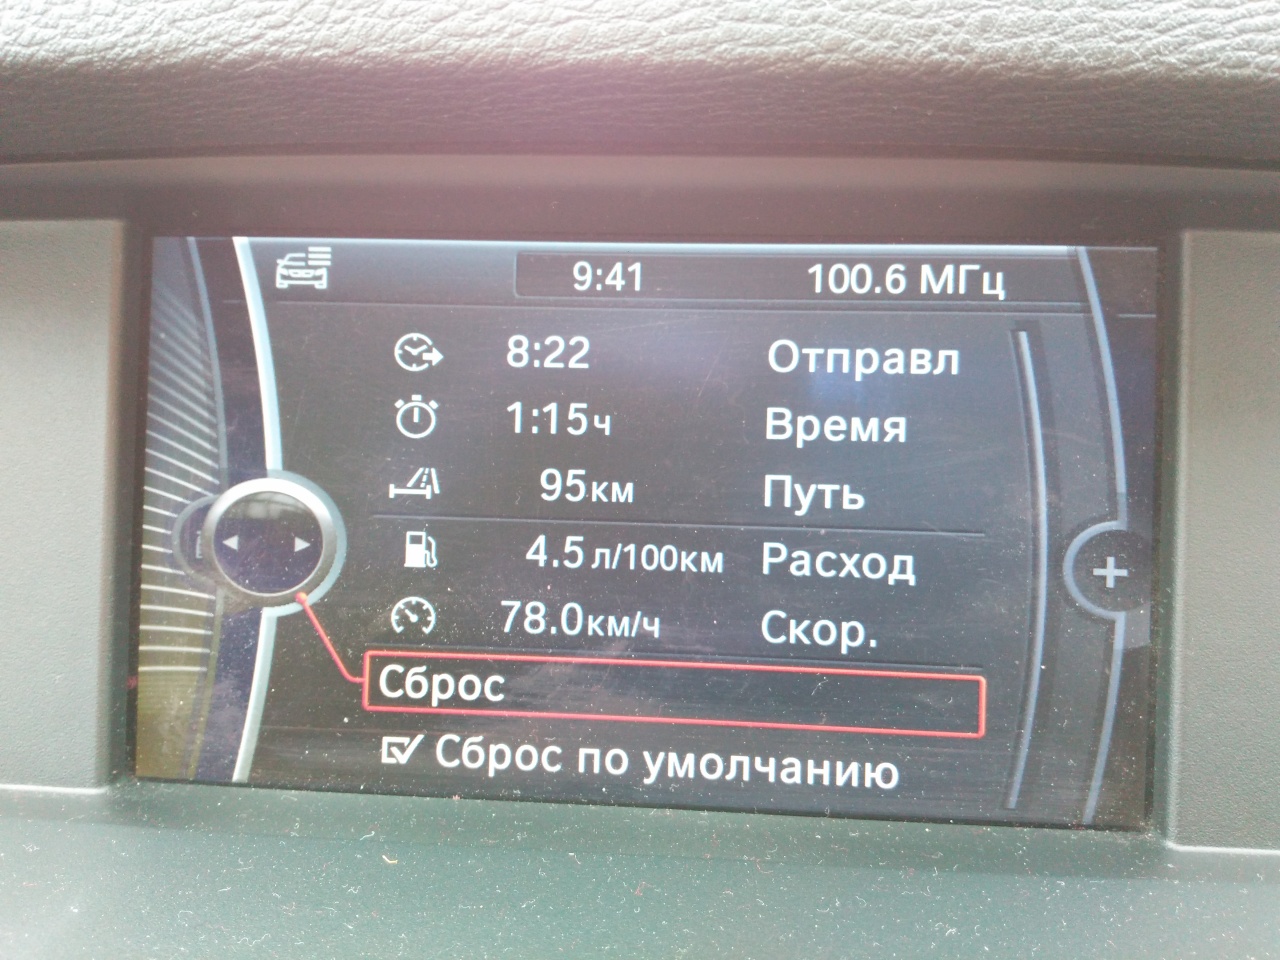 9:41 100.6 МГц
8:22 Отправл
1:15ч Время
95км Путь
4.5 л/100км Расход
78.0км/ч Скор.
Сброс
Сброс по умолчанию